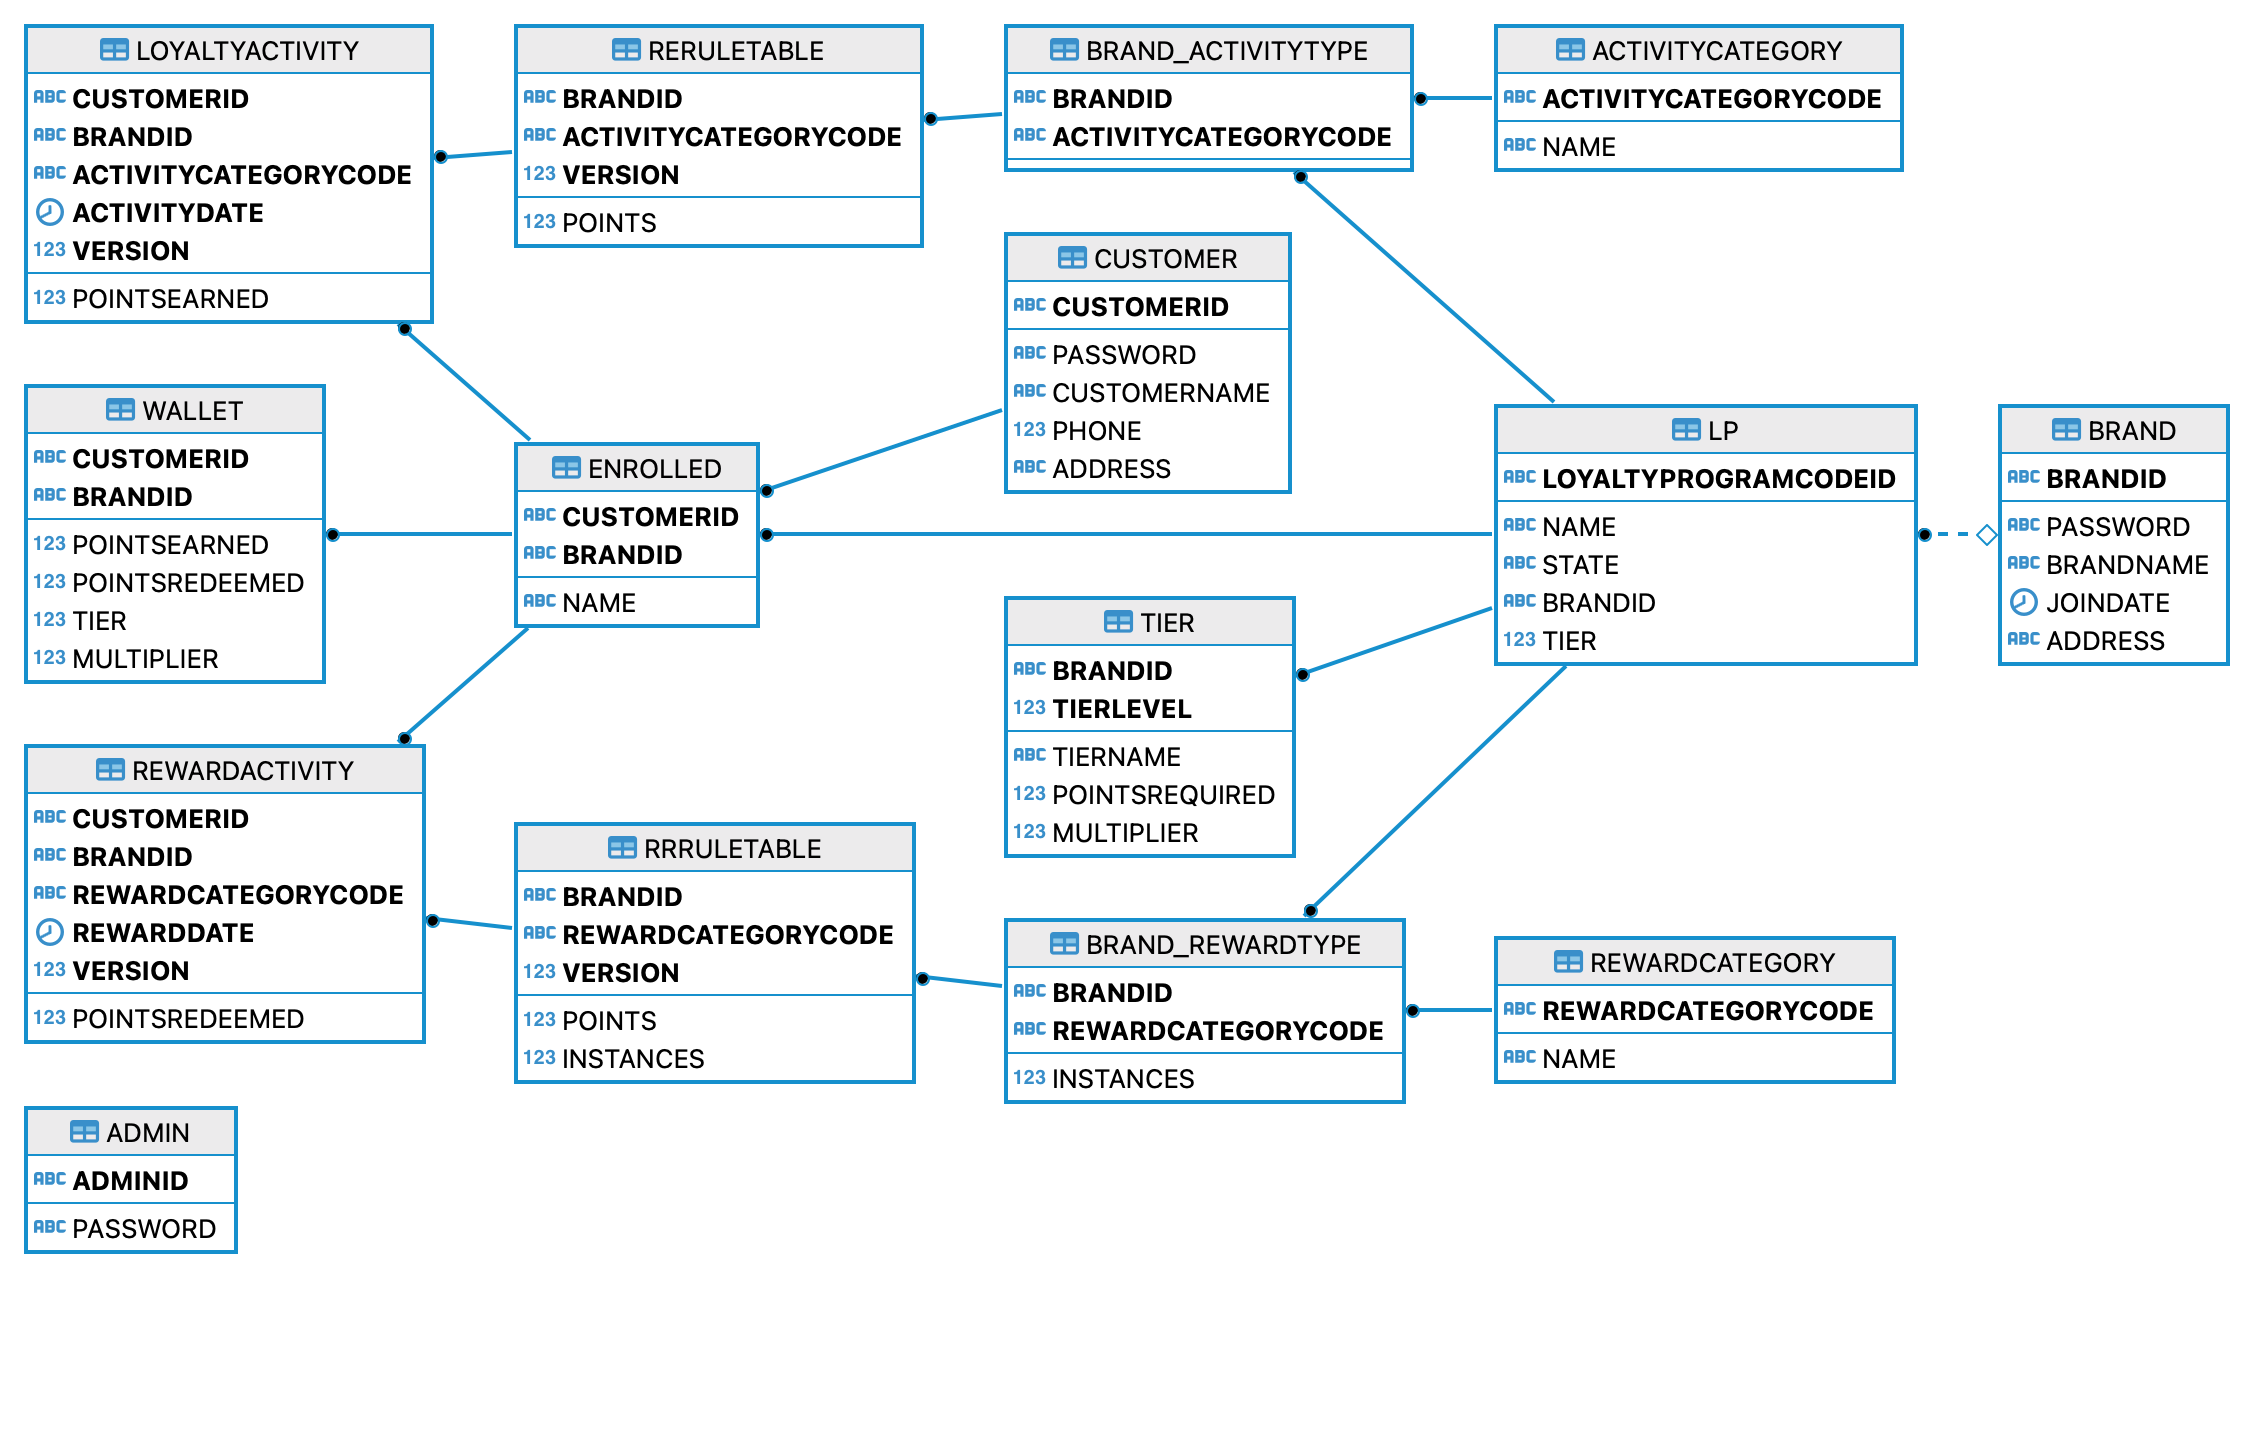 LOYALTYACTIVITY
ABC CUSTOMERID
ABC BRANDID
ABC ACTIVITYCATEGORYCODE
ACTIVITYDATE
123 VERSION
123 POINTSEARNED
RERULETABLE
ABC BRANDID
ABC ACTIVITYCATEGORYCODE
123 VERSION
123 POINTS
BRAND_ACTIVITYTYPE
ABC BRANDID
ABC ACTIVITYCATEGORYCODE
ACTIVITYCATEGORY
ABC ACTIVITYCATEGORYCODE
ABC NAME
CUSTOMER
ABC CUSTOMERID
ABC PASSWORD
ABC CUSTOMERNAME
123 PHONE
ABC ADDRESS
WALLET
ABC CUSTOMERID
ABC BRANDID
123 POINTSEARNED
123 POINTSREDEEMED
123 TIER
123 MULTIPLIER
ENROLLED
ABC CUSTOMERID
ABC BRANDID
ABC NAME
LP
ABC LOYALTYPROGRAMCODEID
ABC NAME
ABC STATE
ABC BRANDID
123 TIER
BRAND
ABC BRANDID
ABC PASSWORD
ABC BRANDNAME
JOINDATE
ABC ADDRESS
TIER
ABC BRANDID
123 TIERLEVEL
ABC TIERNAME
123 POINTSREQUIRED
123 MULTIPLIER
REWARDACTIVITY
ABC CUSTOMERID
ABC BRANDID
ABC REWARDCATEGORYCODE
REWARDDATE
123 VERSION
123 POINTSREDEEMED
RRRULETABLE
ABC BRANDID
ABC REWARDCATEGORYCODE
123 VERSION
123 POINTS
123 INSTANCES
BRAND_REWARDTYPE
ABC BRANDID
ABC REWARDCATEGORYCODE
123 INSTANCES
REWARDCATEGORY
ABC REWARDCATEGORYCODE
ABC NAME
ADMIN
ABC ADMINID
ABC PASSWORD